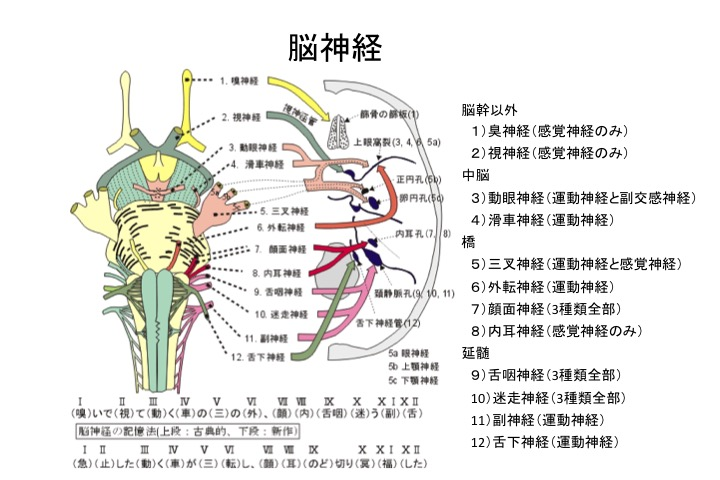 脳神経
1. 嗅神経
2. 視神経
3. 動眼神経
4. 滑車神経
5. 三叉神経
6. 外転神経
7. 顔面神経
8. 内耳神経
9. 舌咽神経
10. 迷走神経
11. 副神経
12. 舌下神経
視神経管
篩骨の篩板(1)
上眼窩裂(3, 4, 6, 5a)
正円孔(5b)
卵円孔(5c)
内耳孔(7, 8)
頚静脈孔(9, 10, 11)
舌下神経管(12)
5a 眼神経
5b 上顎神経
5c 下顎神経
脳幹以外
1)臭神経(感覚神経のみ)
2)視神経(感覚神経のみ)
中脳
3)動眼神経(運動神経と副交感神経)
4)滑車神経(運動神経)
橋
5)三叉神経(運動神経と感覚神経)
6)外転神経(運動神経)
7)顔面神経(3種類全部)
8)内耳神経(感覚神経のみ)
延髄
9)舌咽神経(3種類全部)
10)迷走神経(3種類全部)
11)副神経(運動神経)
12)舌下神経(運動神経)
Ⅰ Ⅱ Ⅲ Ⅳ Ⅴ Ⅵ Ⅶ Ⅷ Ⅸ Ⅹ ⅩⅠ ⅩⅡ
(嗅)いで(視)て(動)く(車)の(三)の(外)、(顔)(内)(舌咽)(迷)う(副)(舌)
脳神経の記憶法(上段：古典的、下段：新作)
Ⅰ Ⅱ Ⅲ Ⅳ Ⅴ Ⅵ Ⅶ Ⅷ Ⅸ Ⅹ ⅩⅠ ⅩⅡ
(急)(止)した(動)く(車)が(三)(転)し、(顔)(耳)(のど)切り(冥)(福)(した)